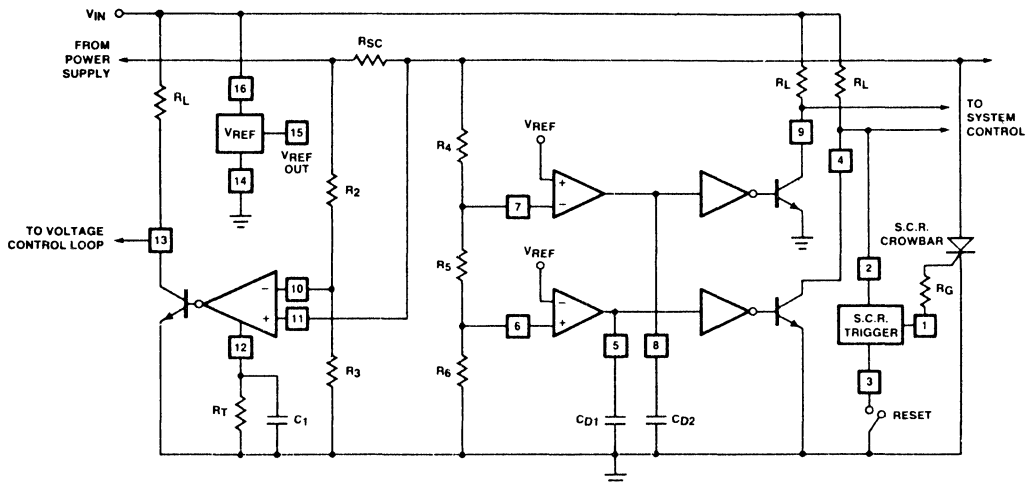 VIN
FROM
POWER
SUPPLY
RSC
RL
16
VREF
15
VREF
OUT
14
R2
R4
VREF
+
−
7
RL
RL
9
4
TO
SYSTEM
CONTROL
TO VOLTAGE
CONTROL LOOP
13
−
10
+
11
12
R5
VREF
−
+
6
5
8
S.C.R.
CROWBAR
2
RG
S.C.R.
TRIGGER
1
3
RT
C1
R3
R6
CD1
CD2
RESET